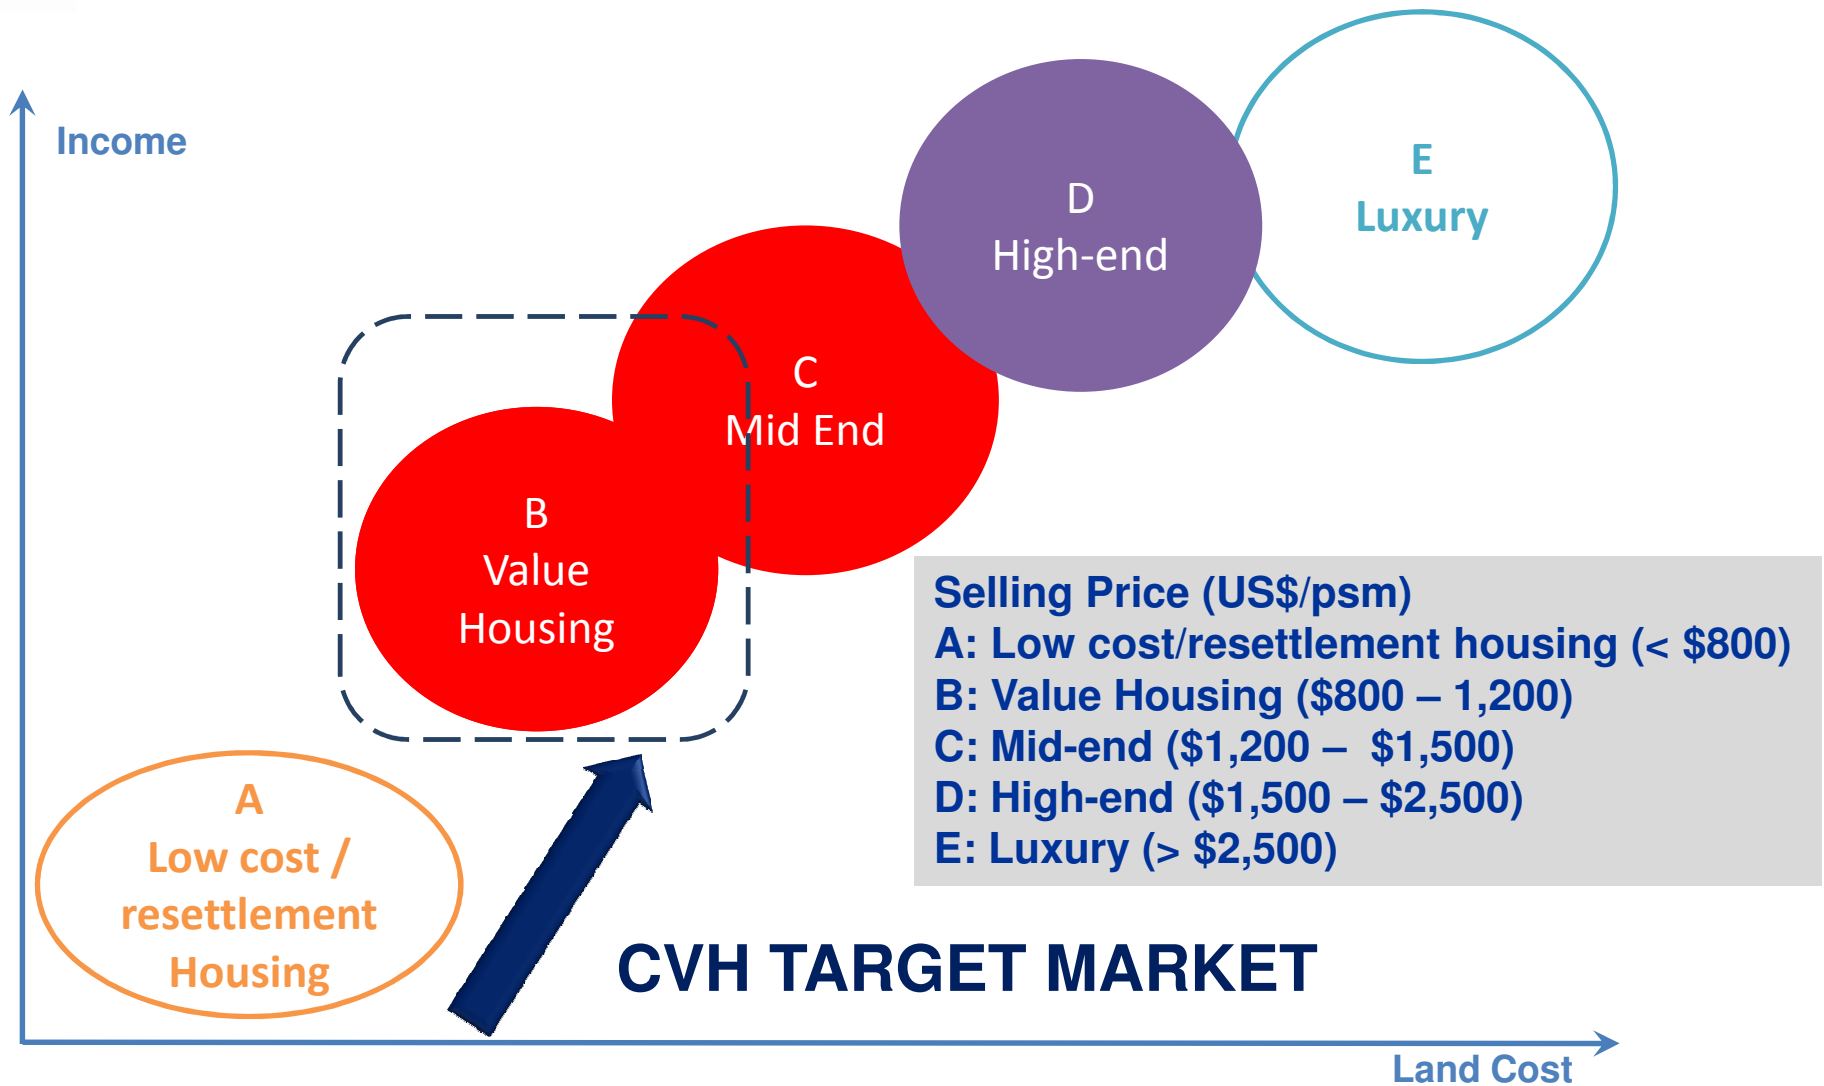 Income
E
Luxury
D
High-end
C
Mid End
B
Value
Housing
Selling Price (US$/psm)
A: Low cost/resettlement housing (< $800)
B: Value Housing ($800 – 1,200)
C: Mid-end ($1,200 –  $1,500)
D: High-end ($1,500 – $2,500)
E: Luxury (> $2,500)
A
Low cost /
resettlement
Housing
CVH TARGET MARKET
Land Cost